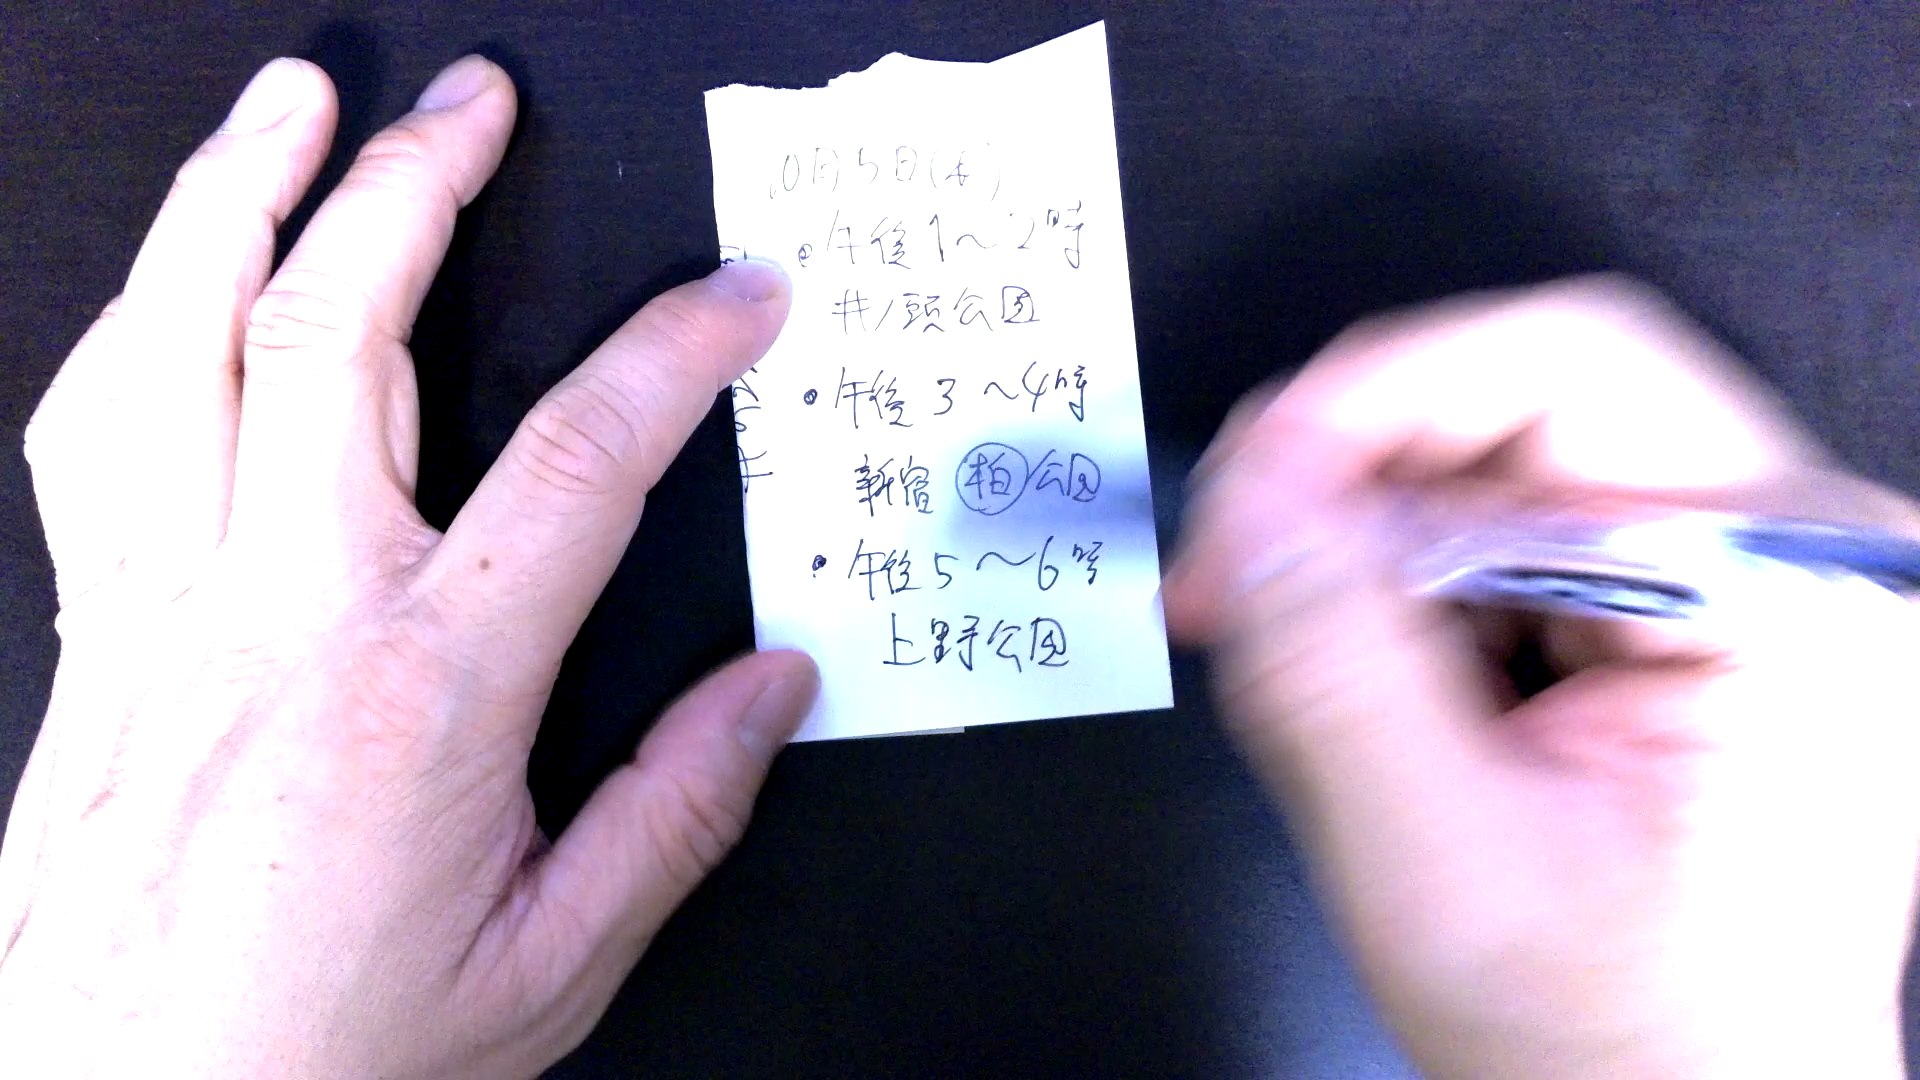 10月5日(木)
• 午後1〜2時
井ノ頭公園
• 午後3〜4時
新宿 柏公園
• 午後5〜6時
上野公園